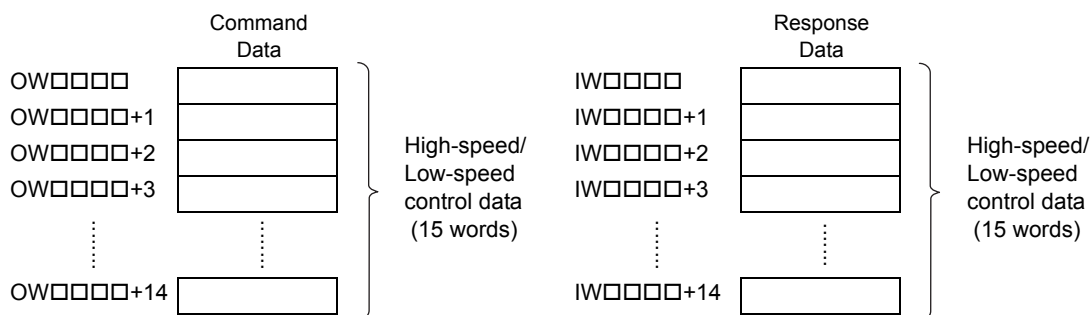 Command
Data
OW□□□□
OW□□□□+1
OW□□□□+2
OW□□□□+3
OW□□□□+14
High-speed/
Low-speed
control data
(15 words)
Response
Data
IW□□□□
IW□□□□+1
IW□□□□+2
IW□□□□+3
IW□□□□+14
High-speed/
Low-speed
control data
(15 words)